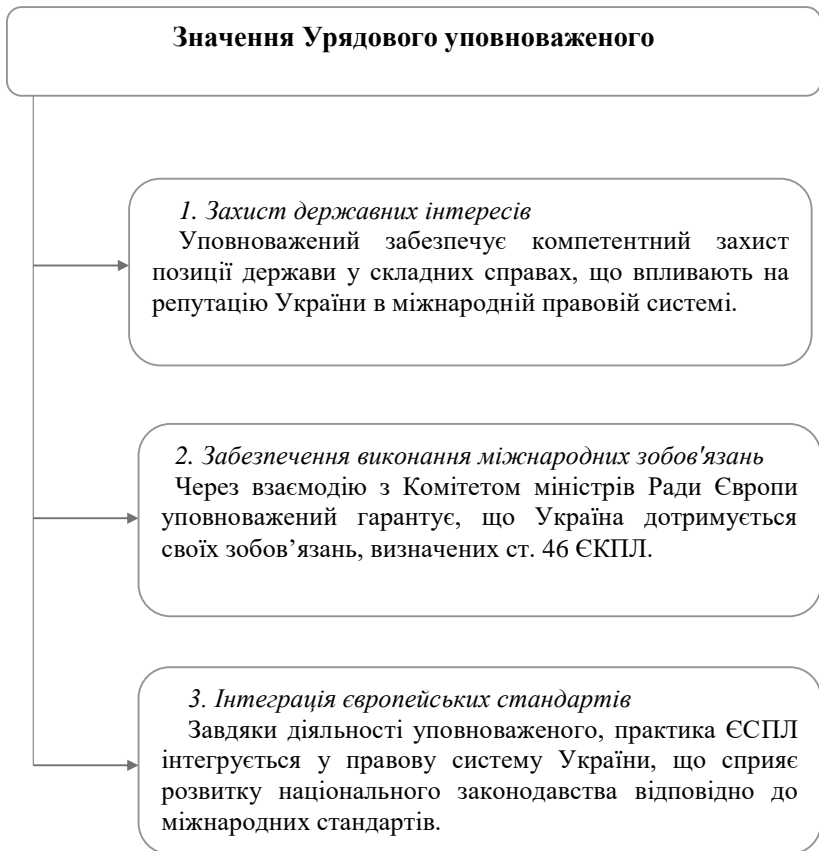 Значення Урядового уповноваженого
1. Захист державних інтересів
Уповноважений забезпечує компетентний захист
позиції держави у складних справах, що впливають на
репутацію України в міжнародній правовій системі.
2. Забезпечення виконання міжнародних зобов'язань
Через взаємодію з Комітетом міністрів Ради Європи
уповноважений гарантує, що Україна дотримується
своїх зобов’язань, визначених ст. 46 ЄКПЛ.
3. Інтеграція європейських стандартів
Завдяки діяльності уповноваженого, практика ЄСПЛ
інтегрується у правову систему України, що сприяє
розвитку національного законодавства відповідно до
міжнародних стандартів.